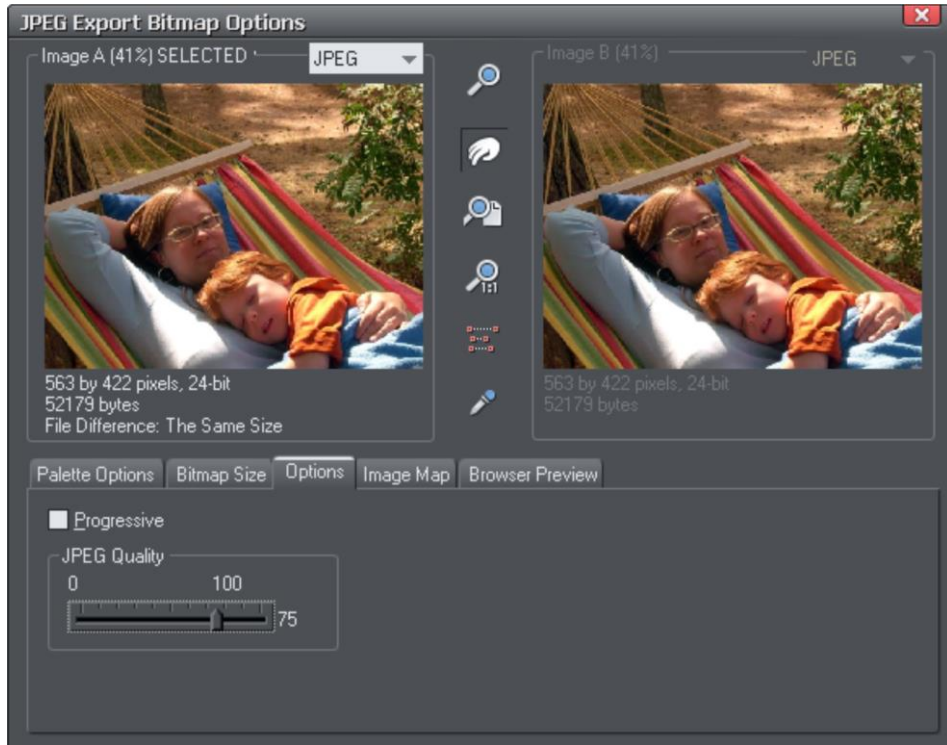 JPEG Export Bitmap Options
Image A (41%) SELECTED
JPEG
Image B (41%)
JPEG
1:1
563 by 422 pixels, 24-bit
52179 bytes
File Difference: The Same Size
563 by 422 pixels, 24-bit
52179 bytes
Palette Options
Bitmap Size
Options
Image Map
Browser Preview
Progressive
JPEG Quality
0 100
75